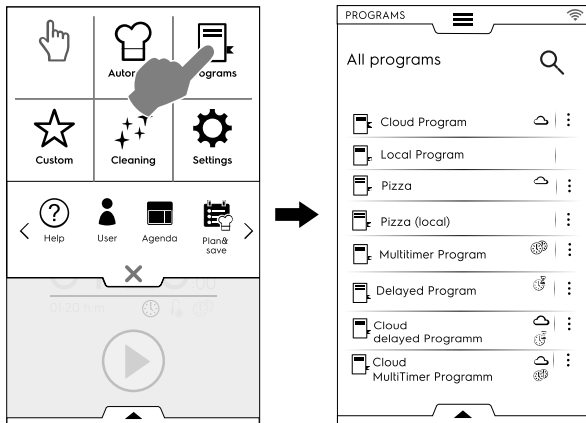 Programs
Custom
Cleaning
Settings
Help
User
Agenda
Plan&
save
:00
PROGRAMS
All programs
Cloud Program
Local Program
Pizza
Pizza (local)
Multitimer Program
Delayed Program
Cloud
delayed Programm
Cloud
MultiTimer Programm